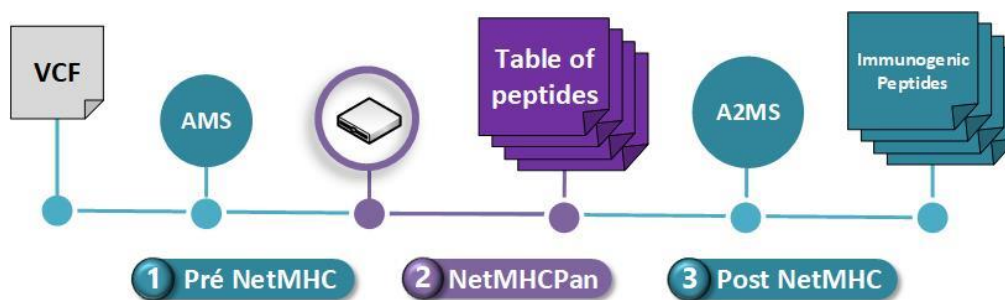 VCF
AMS
Table of
peptides
A2MS
Immunogenic
Peptides
1 Pré NetMHC
2 NetMHCPan
3 Post NetMHC